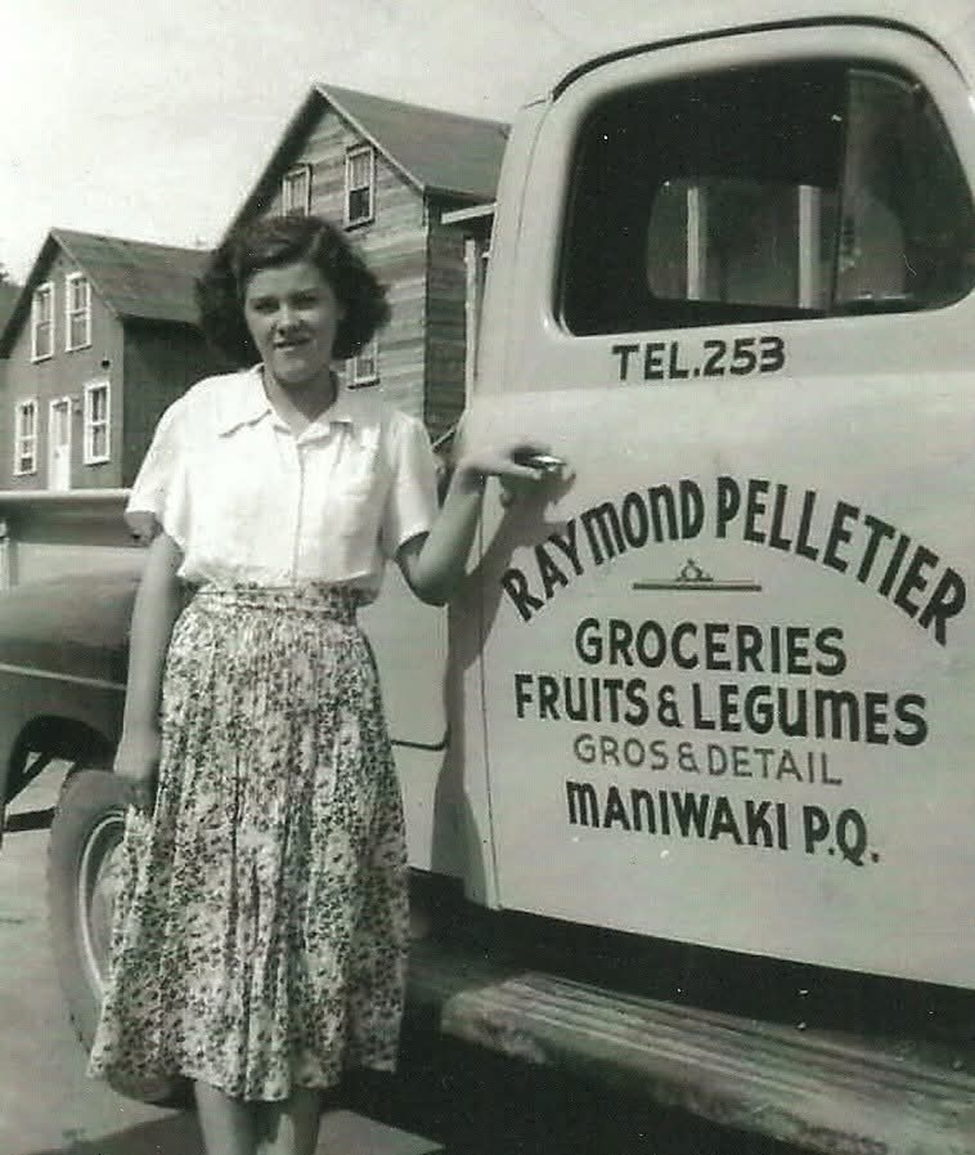 TEL.253
RAYMOND PELLETIER
GROCERIES
FRUITS & LEGUMES
GROS & DETAIL
MANIWAKI P.Q.